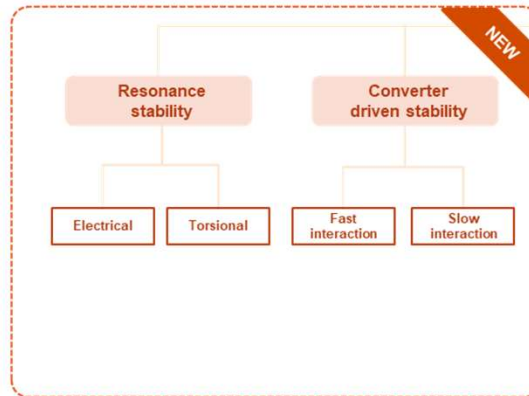 NEW
Resonance
stability
Converter
driven stability
Electrical
Torsional
Fast
interaction
Slow
interaction